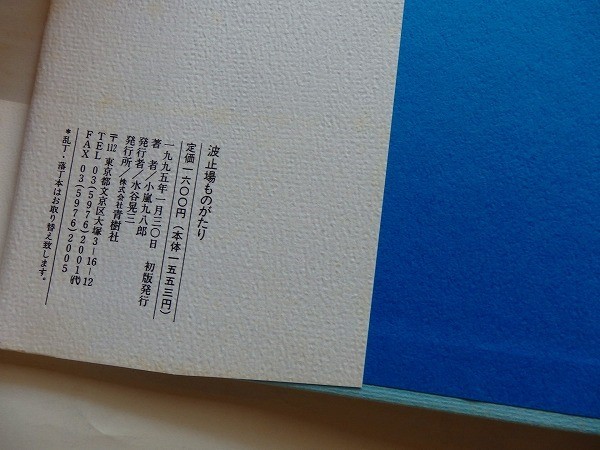 波止場ものがたり
定価一六〇〇円（本体一五五三円）
一九九五年一月三〇日　初版発行
著　者／小嵐九八郎
発行者／水谷晃三
発行所／株式会社青樹社
〒112 東京都文京区大塚3-16-12
TEL 03(5976)2001㈹
FAX 03(5976)2005
＊乱丁・落丁本はお取り替え致します。